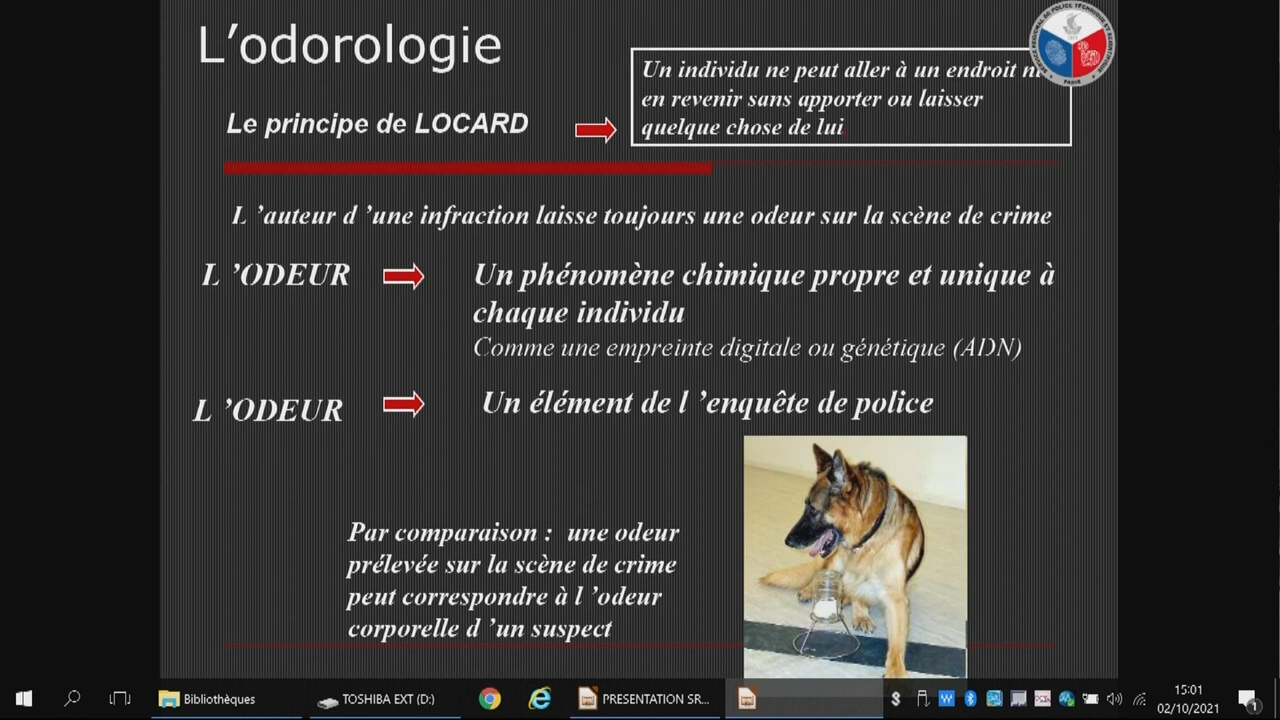 L’odorologie
Un individu ne peut aller à un endroit ni
en revenir sans apporter ou laisser
quelque chose de lui.
Le principe de LOCARD
L ’auteur d ’une infraction laisse toujours une odeur sur la scène de crime
L ’ODEUR
Un phénomène chimique propre et unique à
chaque individu
Comme une empreinte digitale ou génétique (ADN)
L ’ODEUR
Un élément de l ’enquête de police
Par comparaison : une odeur
prélevée sur la scène de crime
peut correspondre à l ’odeur
corporelle d ’un suspect
Bibliothèques
TOSHIBA EXT (D:)
PRESENTATION SR...
15:01
02/10/2021
1